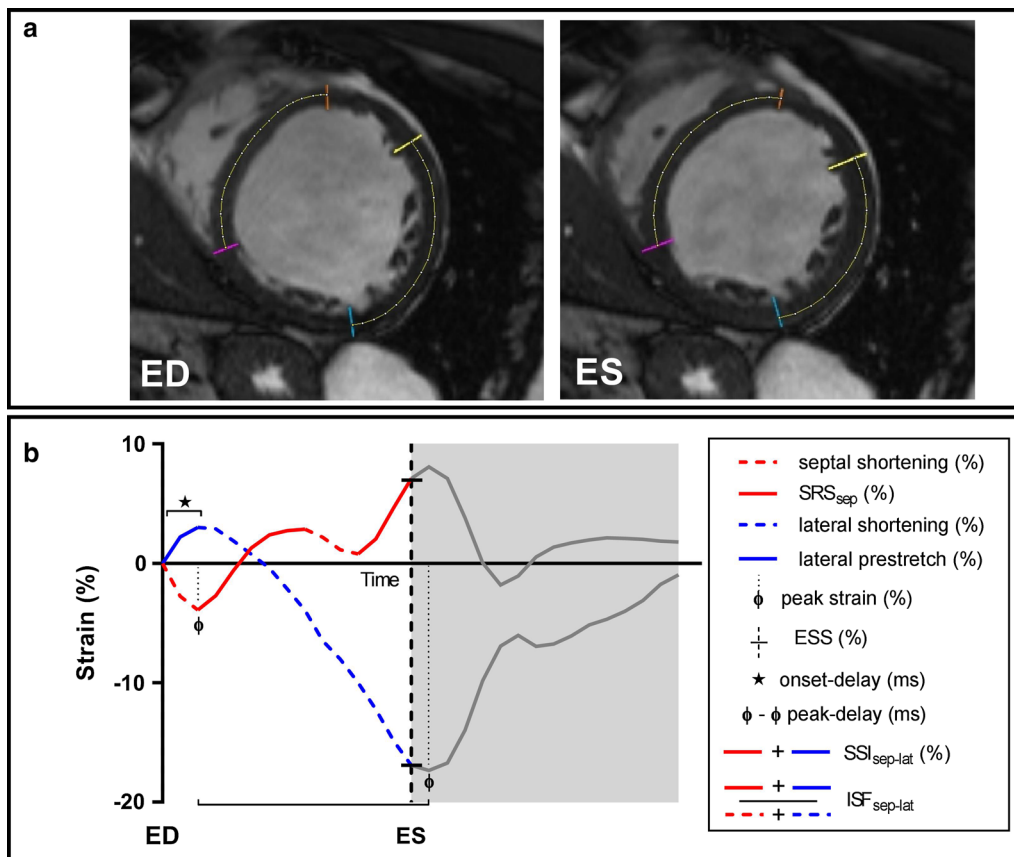 a
ED
ES
b
10
0
-10
-20
Strain (%)
Time
★
ϕ
ϕ
ED
ES
septal shortening (%)
SRSsep (%)
lateral shortening (%)
lateral prestretch (%)
ϕ peak strain (%)
ESS (%)
★ onset-delay (ms)
ϕ - ϕ peak-delay (ms)
+ SSIsep-lat (%)
+
ISFsep-lat
+